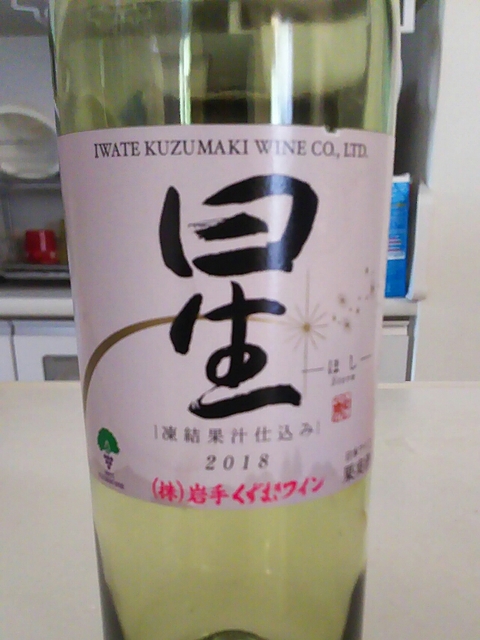 IWATE KUZUMAKI WINE CO., LTD.
星
ほし
凍結果汁仕込み
2018
(株)岩手くずまきワイン